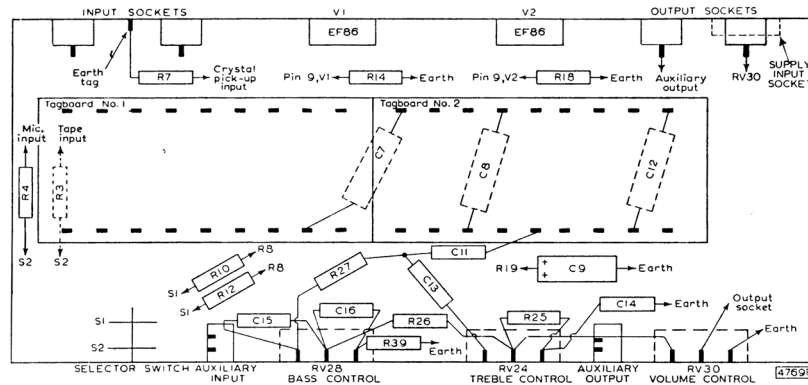 INPUT SOCKETS V1 V2 OUTPUT SOCKETS
EF86 EF86
Earth
tag
R7
Crystal
pick-up
input
Pin 9,V1
R14
Earth
Pin 9,V2
R18
Earth
Auxiliary
output
RV30
SUPPLY
INPUT
SOCKET
Tagboard No. 1
Tagboard No. 2
Mic.
input
Tape
input
R4
R3
C7
C8
C12
S2
S2
S1
R10
R8
S1
R12
R8
R27
C11
C13
R19
+
+
C9
Earth
S1
S2
C15
C16
R26
R39
Earth
R25
C14
Earth
Output
socket
Earth
SELECTOR SWITCH
AUXILIARY
INPUT
RV28
BASS CONTROL
RV24
TREBLE CONTROL
AUXILIARY
OUTPUT
RV30
VOLUME CONTROL
4769